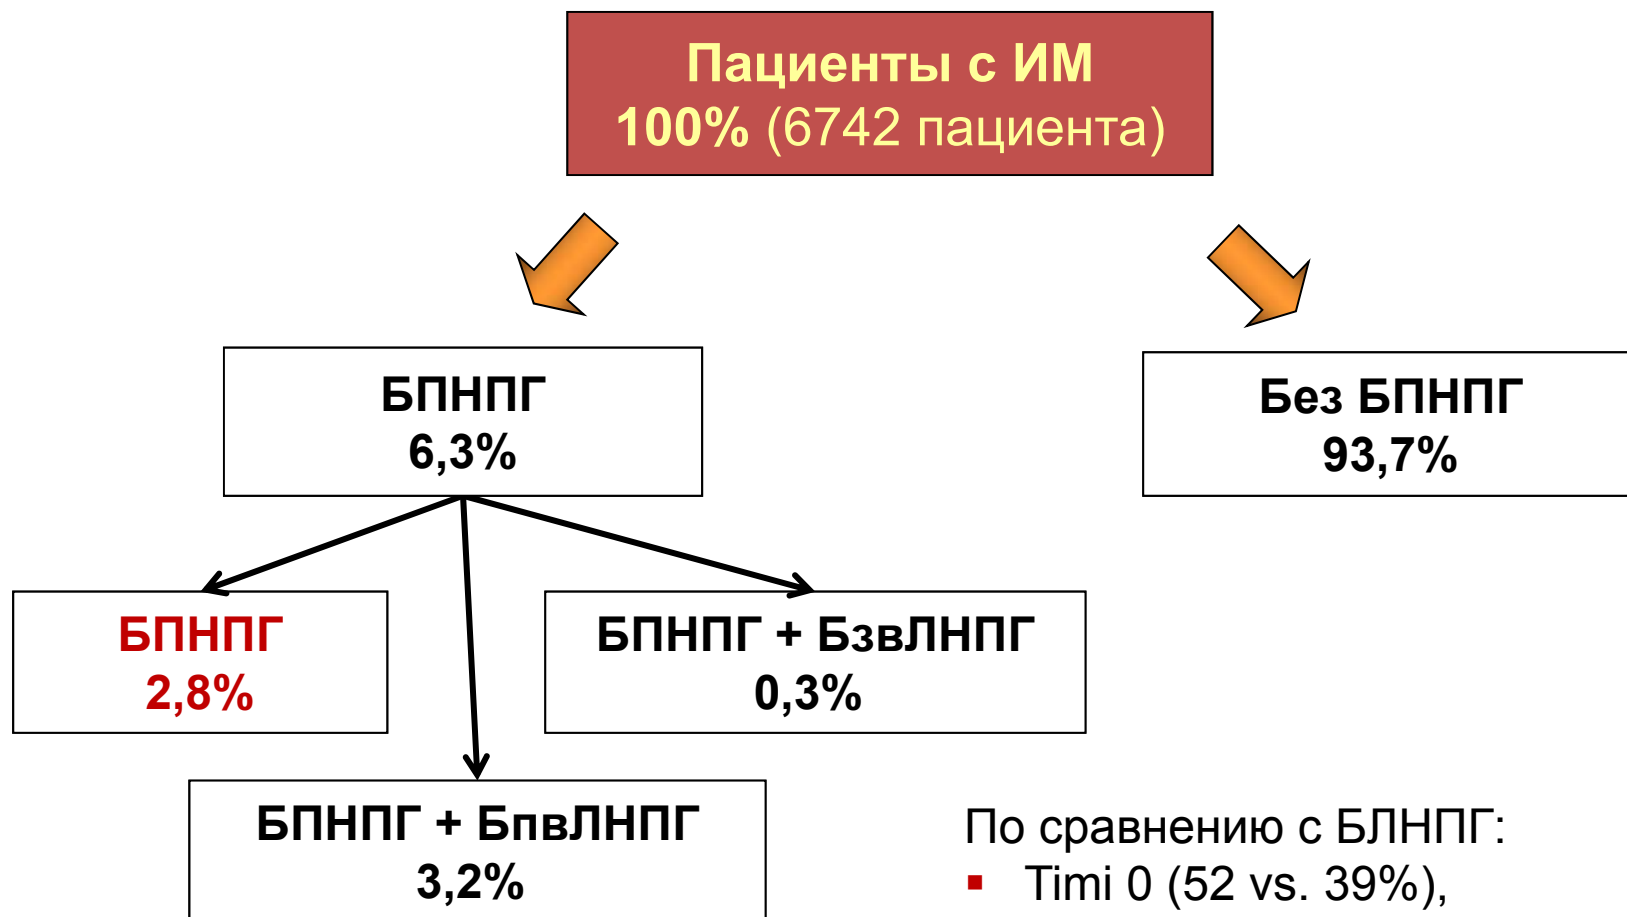 Пациенты с ИМ
100% (6742 пациента)
БПНПГ
6,3%
Без БПНПГ
93,7%
БПНПГ
2,8%
БПНПГ + БзвЛНПГ
0,3%
БПНПГ + БпвЛНПГ
3,2%
По сравнению с БЛНПГ:
▪ Timi 0 (52 vs. 39%),